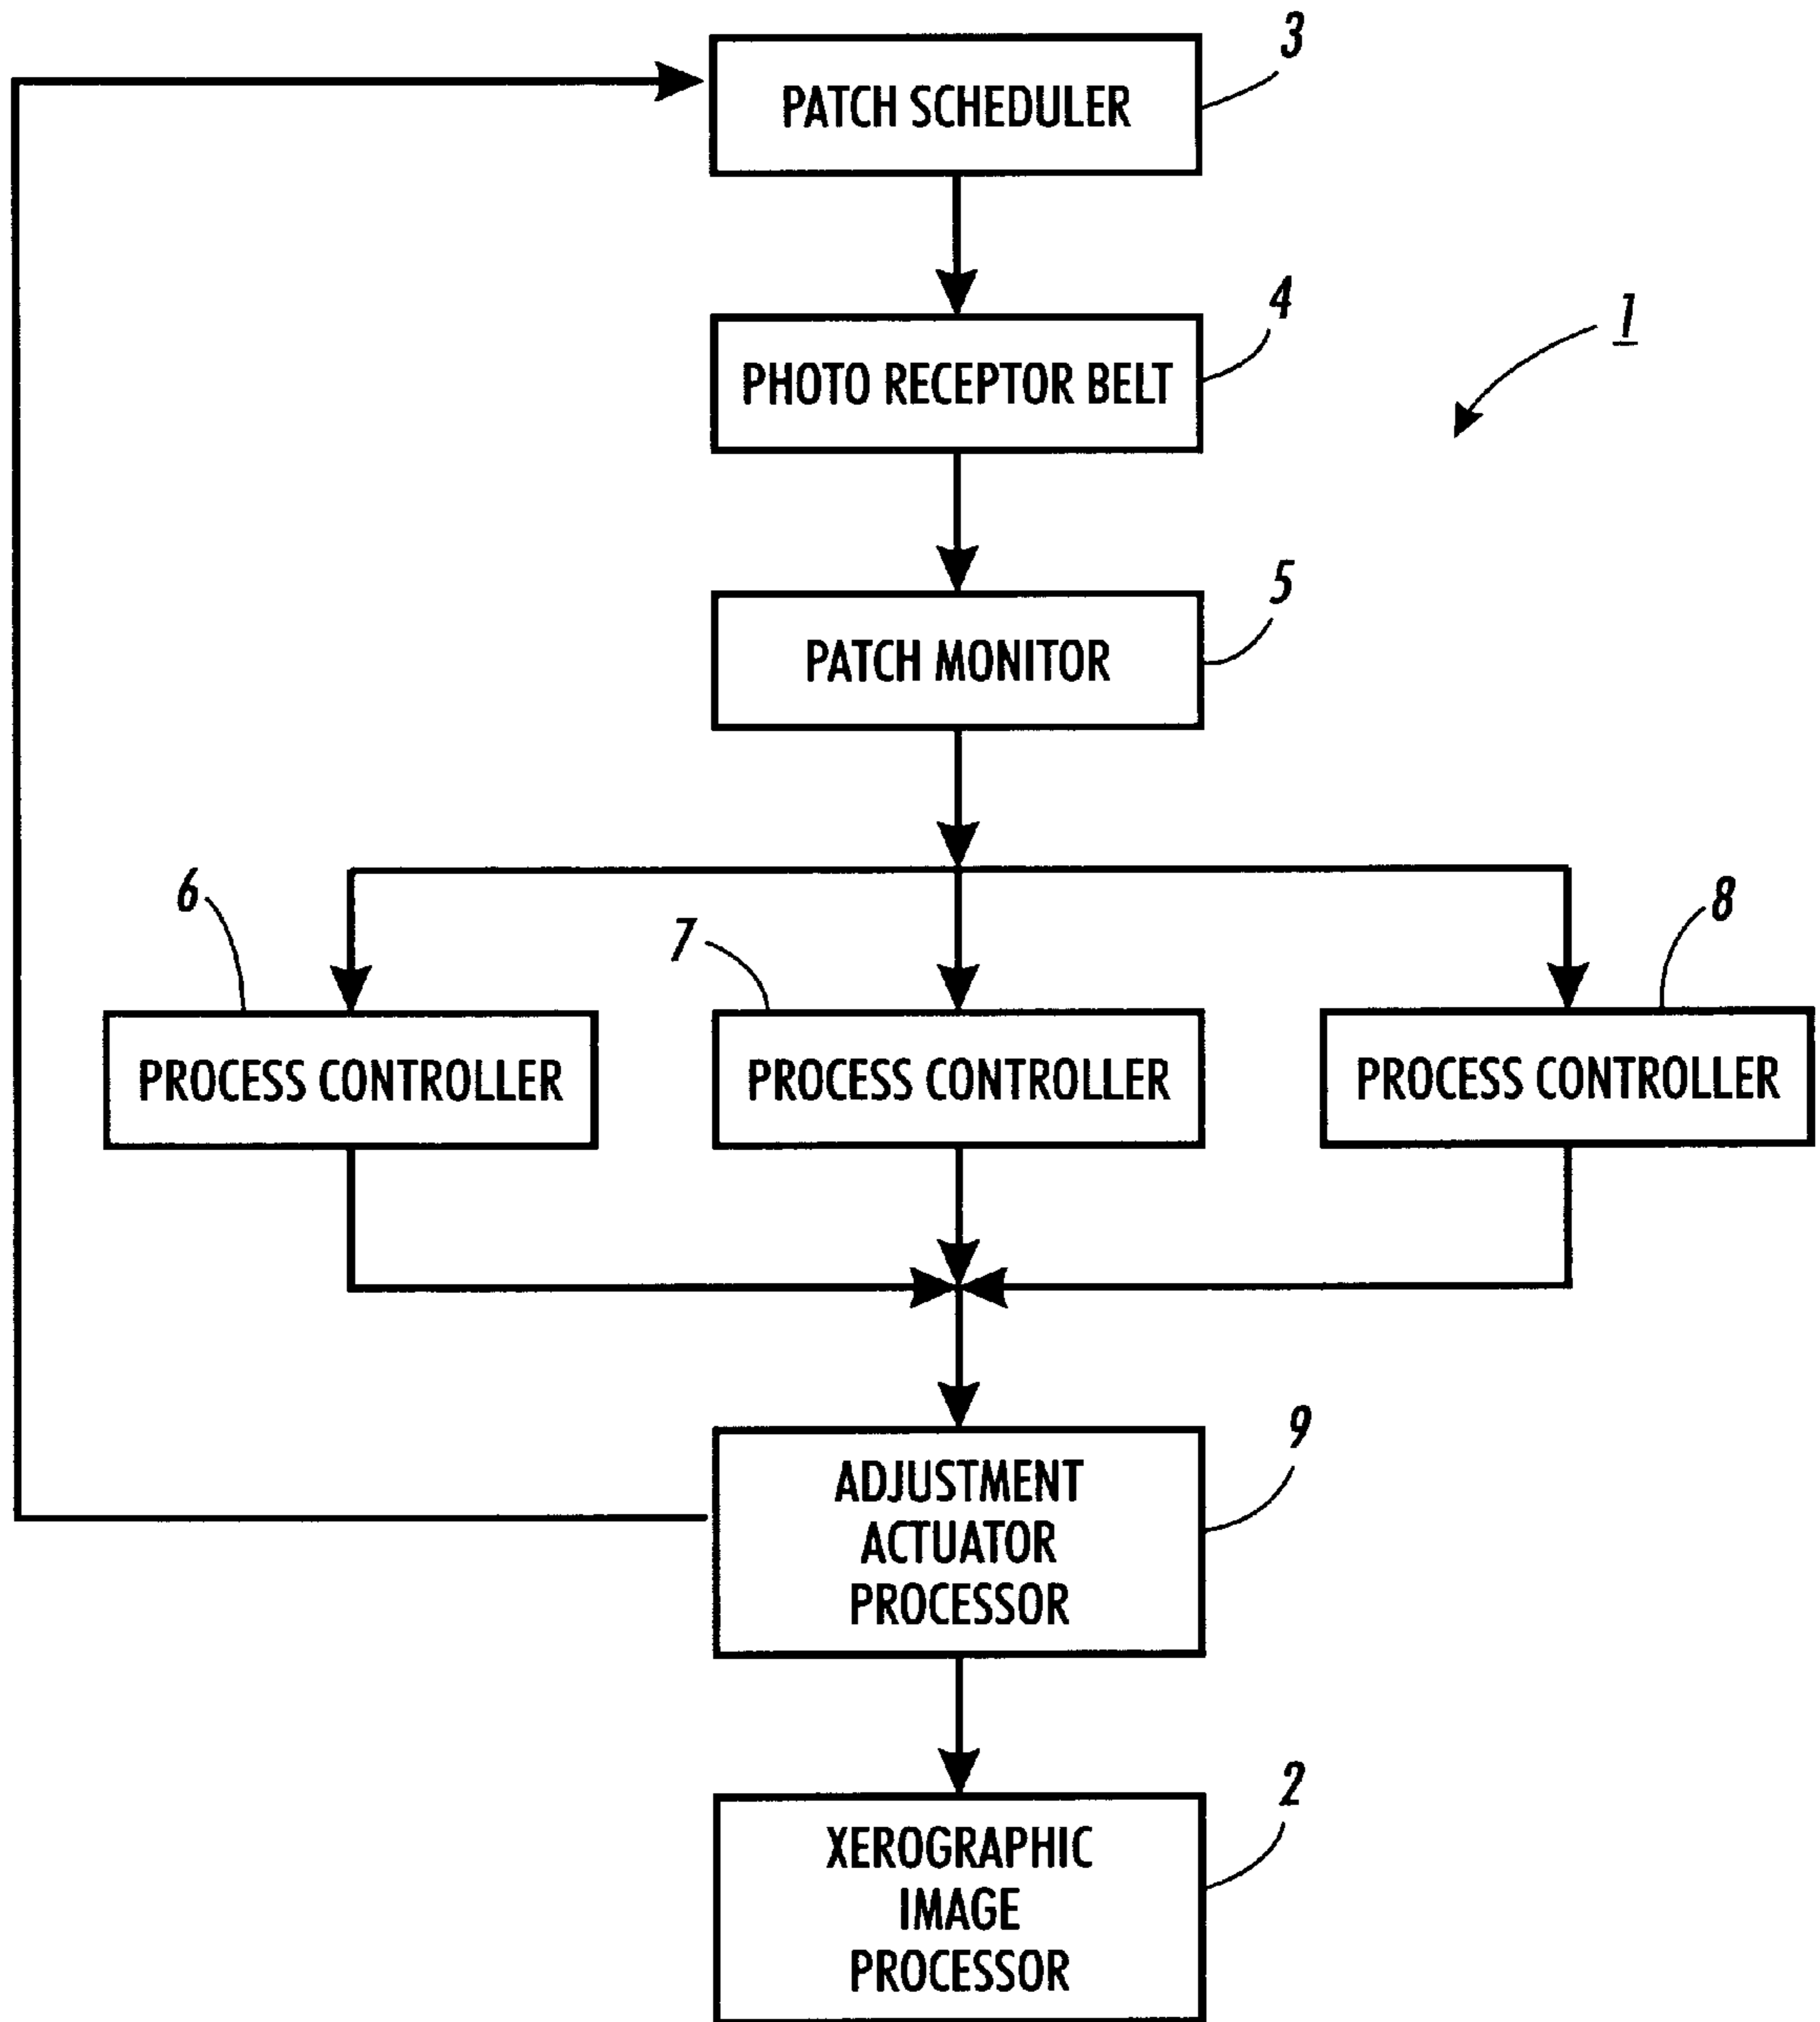 3
PATCH SCHEDULER
4
1
PHOTO RECEPTOR BELT
5
PATCH MONITOR
6
7
8
PROCESS CONTROLLER
PROCESS CONTROLLER
PROCESS CONTROLLER
9
ADJUSTMENT
ACTUATOR
PROCESSOR
2
XEROGRAPHIC
IMAGE
PROCESSOR